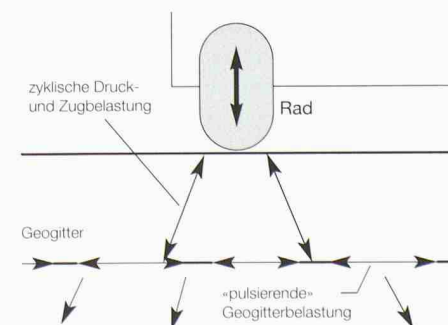 zyklische Druck-
und Zugbelastung
Rad
Geogitter
«pulsierende»
Geogitterbelastung